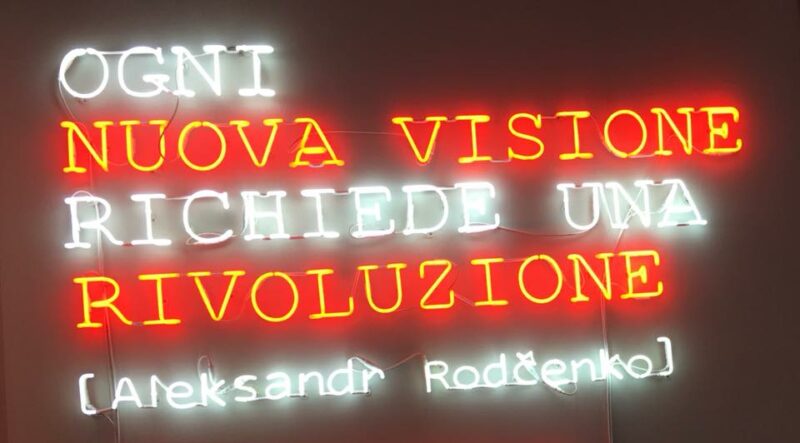 OGNI
NUOVA VISIONE
RICHIEDE UNA
RIVOLUZIONE
[Aleksandr Rodčenko]